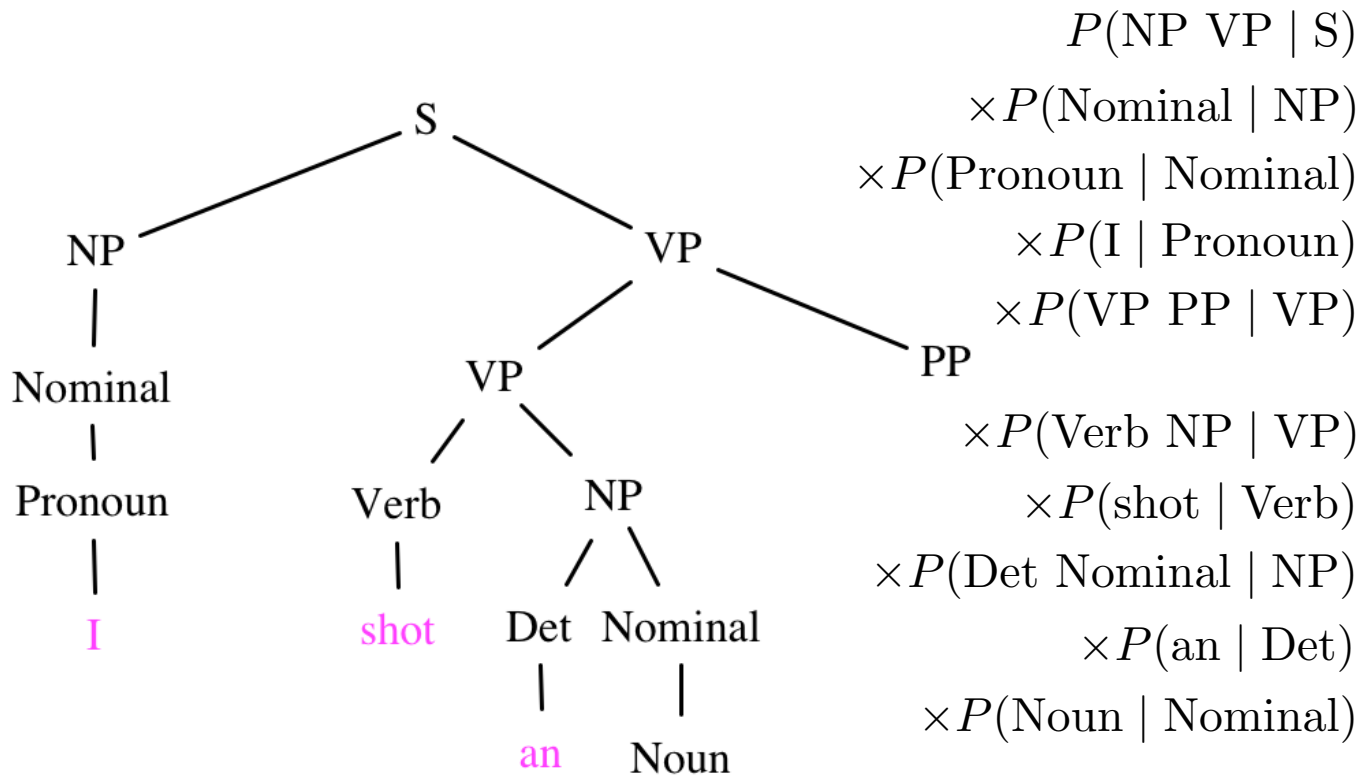 P(NP VP | S)
S
×P(Nominal | NP)
×P(Pronoun | Nominal)
NP VP
×P(I | Pronoun)
×P(VP PP | VP)
Nominal VP PP
×P(Verb NP | VP)
Pronoun Verb NP
×P(shot | Verb)
×P(Det Nominal | NP)
I shot Det Nominal
×P(an | Det)
×P(Noun | Nominal)
an Noun